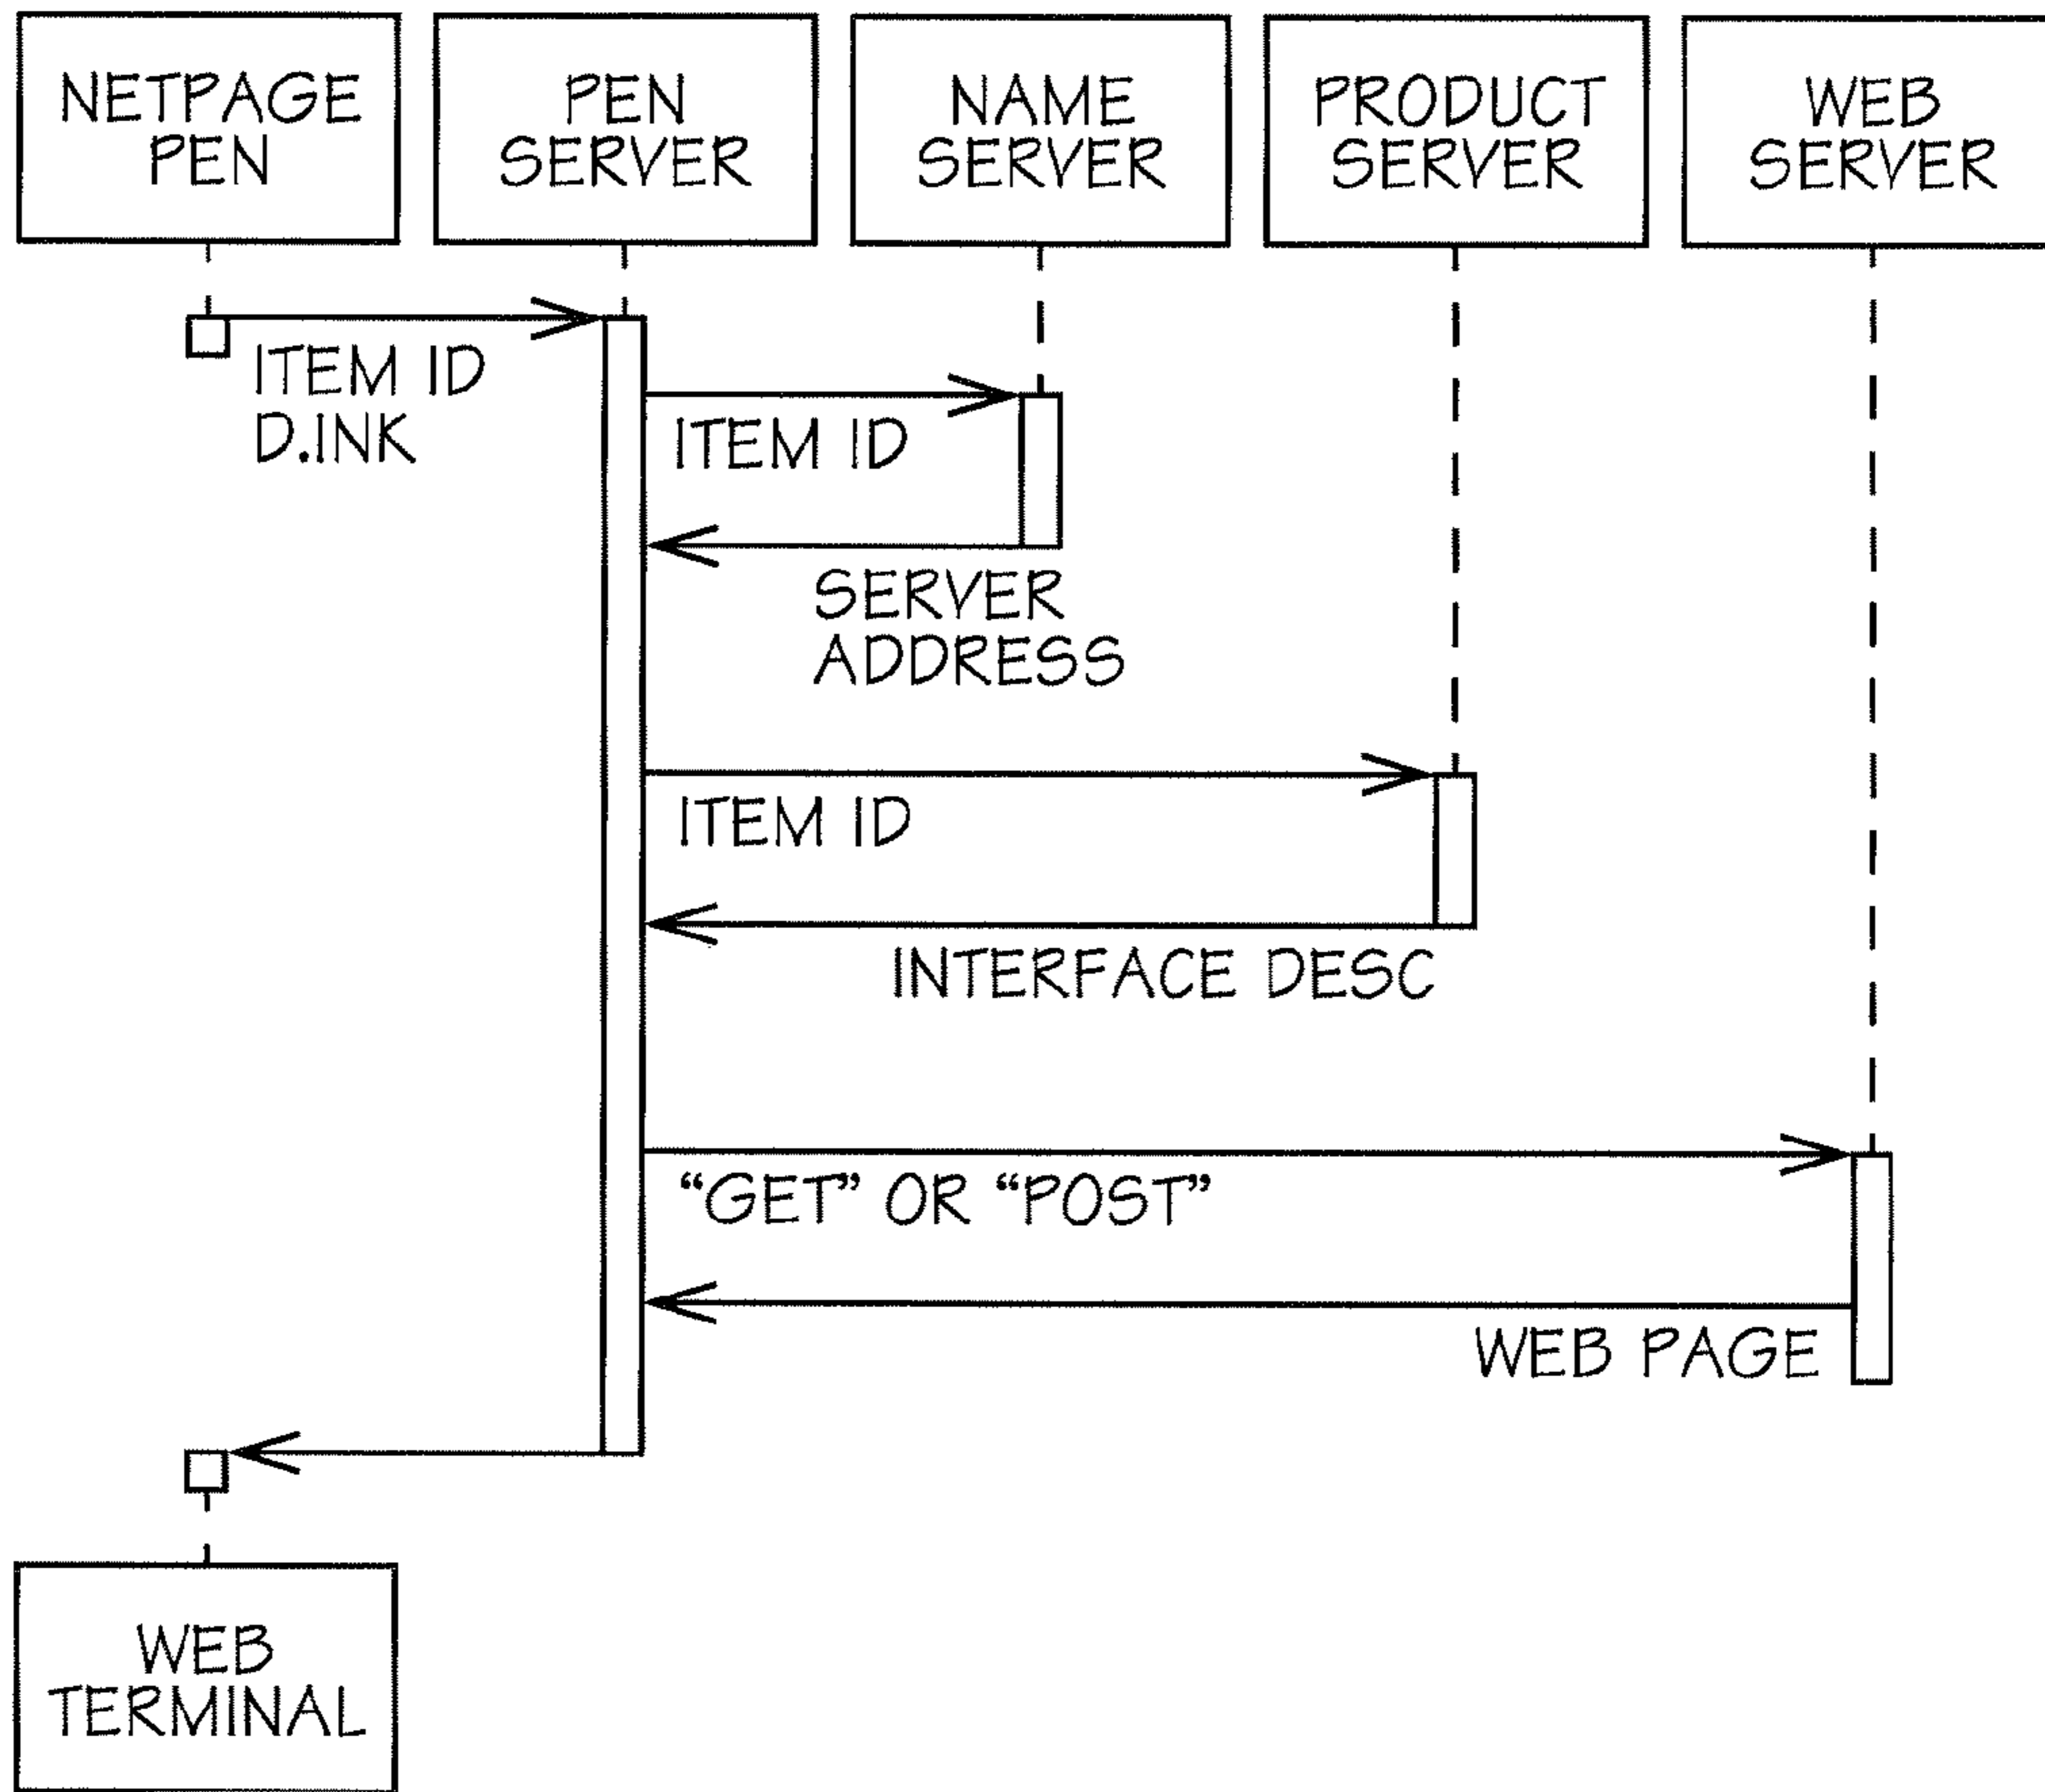 NETPAGE
PEN
PEN
SERVER
NAME
SERVER
PRODUCT
SERVER
WEB
SERVER
ITEM ID
D.INK
ITEM ID
SERVER
ADDRESS
ITEM ID
INTERFACE DESC
“GET” OR “POST”
WEB PAGE
WEB
TERMINAL